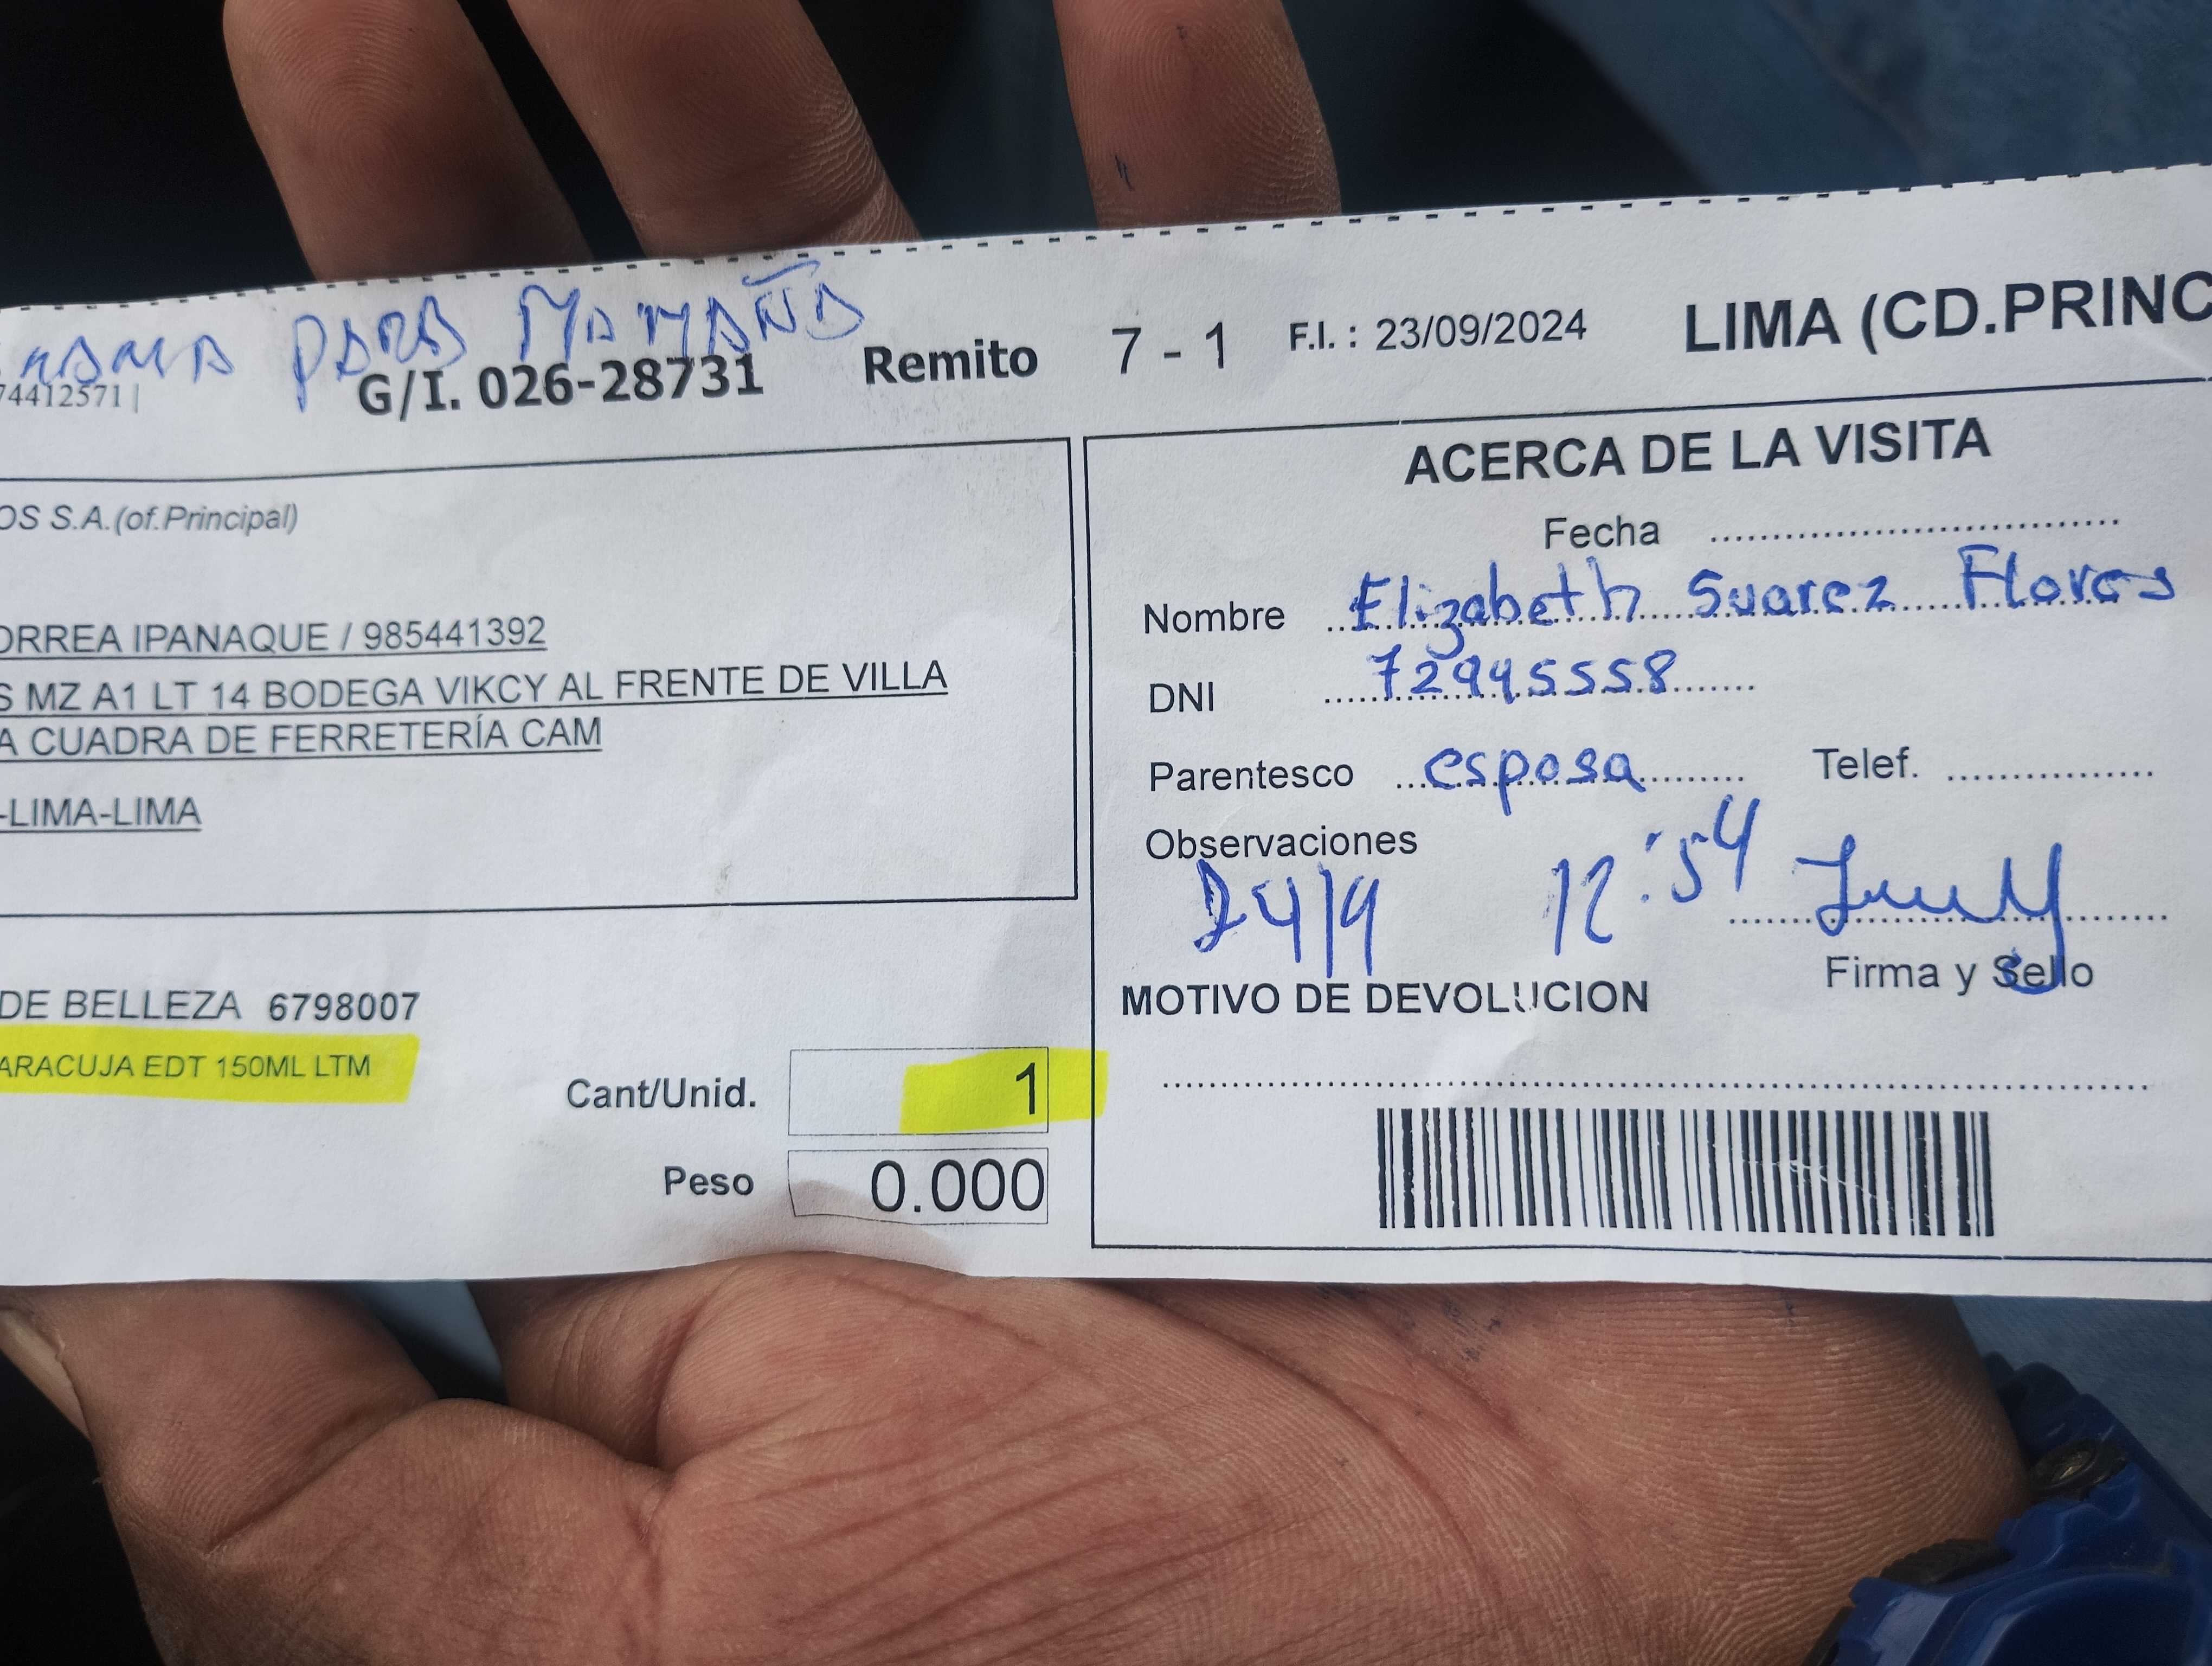 PARA MAMAÑA
74412571 |
G/I. 026-28731 Remito 7 - 1 F.I. : 23/09/2024 LIMA (CD.PRINC
OS S.A.(of.Principal)
ORREA IPANAQUE / 985441392
S MZ A1 LT 14 BODEGA VIKCY AL FRENTE DE VILLA
A CUADRA DE FERRETERÍA CAM
-LIMA-LIMA
DE BELLEZA 6798007
ARACUJA EDT 150ML LTM
Cant/Unid. 1
Peso 0.000
ACERCA DE LA VISITA
Fecha
Nombre Elizabeth Suarez Flores
DNI 72995558
Parentesco esposa Telef.
Observaciones
24/9 12:54
Firma y Sello
MOTIVO DE DEVOLUCION